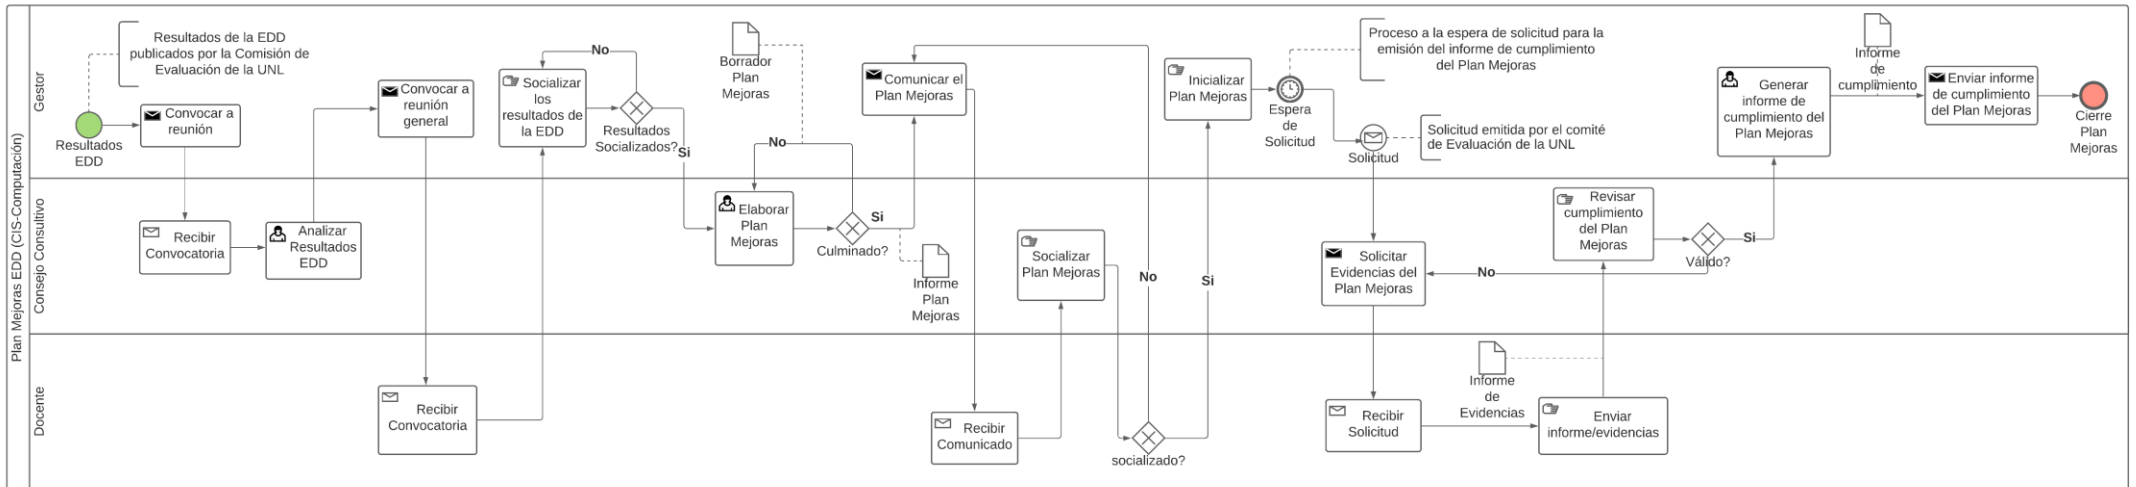 Plan Mejoras EDD (CIS-Computación)
Gestor
Resultados de la EDD
publicados por la Comisión de
Evaluación de la UNL
Resultados
EDD
Convocar a
reunión
Convocar a
reunión
general
Socializar
los
resultados de
la EDD
No
Resultados
Socializados?
Si
Borrador
Plan
Mejoras
No
Comunicar el
Plan Mejoras
Inicializar
Plan Mejoras
Proceso a la espera de solicitud para la
emisión del informe de cumplimiento
del Plan Mejoras
Espera
de
Solicitud
Solicitud
Solicitud emitida por el comité
de Evaluación de la UNL
Generar
informe de
cumplimiento del
Plan Mejoras
Informe
de
cumplimiento
Enviar informe
de cumplimiento
del Plan Mejoras
Cierre
Plan
Mejoras
Consejo Consultivo
Recibir
Convocatoria
Analizar
Resultados
EDD
Elaborar
Plan
Mejoras
Si
Culminado?
Informe
Plan
Mejoras
Socializar
Plan Mejoras
No
Si
Solicitar
Evidencias del
Plan Mejoras
No
Revisar
cumplimiento
del Plan
Mejoras
Válido?
Si
Docente
Recibir
Convocatoria
Recibir
Comunicado
socializado?
Recibir
Solicitud
Informe
de
Evidencias
Enviar
informe/evidencias